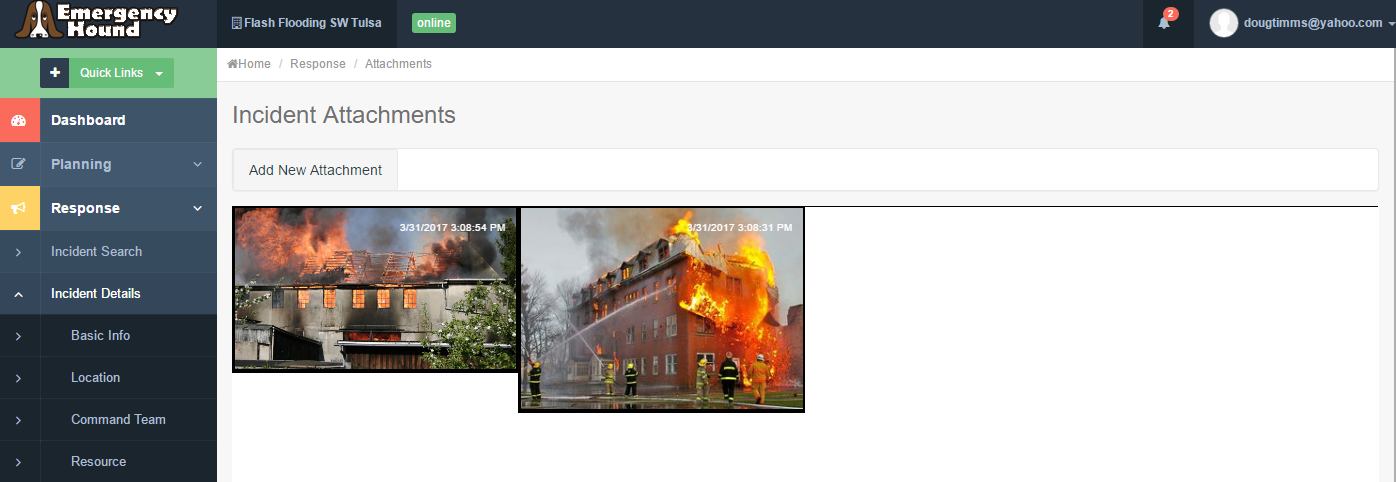 Emergency
Hound
Flash Flooding SW Tulsa
online
2
dougtimms@yahoo.com
Quick Links
Home / Response / Attachments
Dashboard
Incident Attachments
Planning
Add New Attachment
Response
3/31/2017 3:08:54 PM
3/31/2017 3:08:31 PM
Incident Search
Incident Details
Basic Info
Location
Command Team
Resource